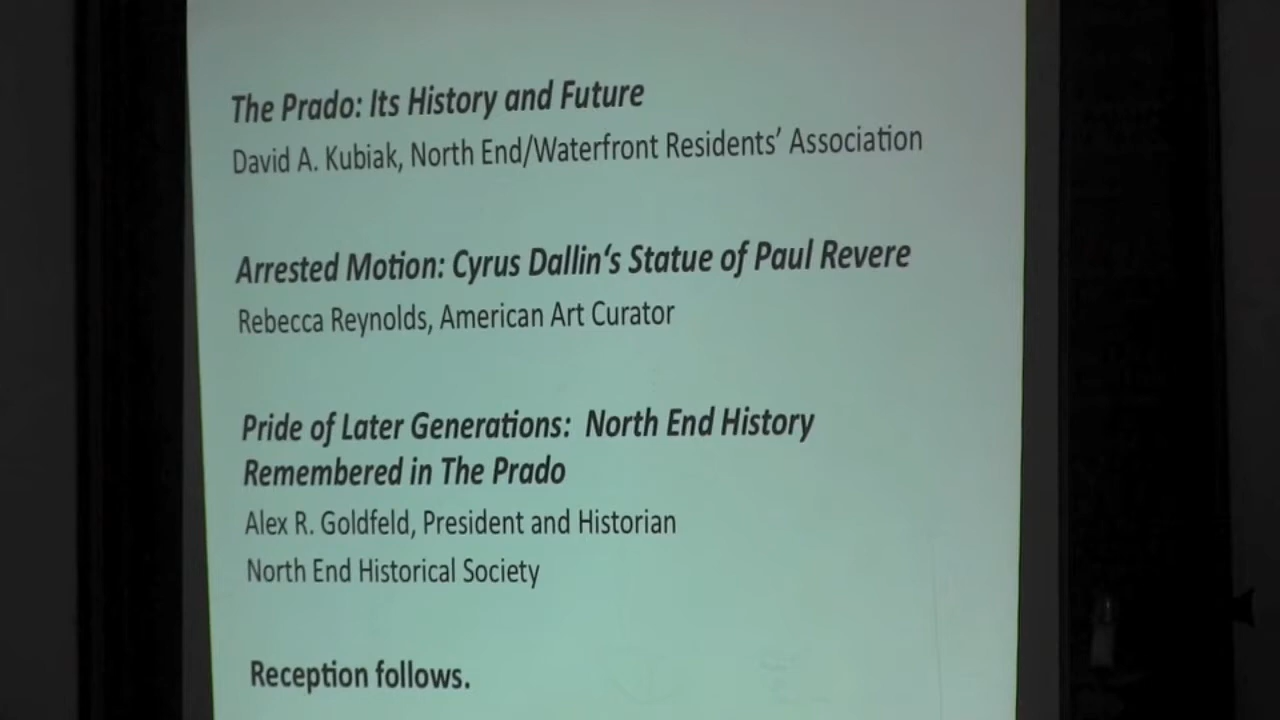 The Prado: Its History and Future
David A. Kubiak, North End/Waterfront Residents’ Association
Arrested Motion: Cyrus Dallin‘s Statue of Paul Revere
Rebecca Reynolds, American Art Curator
Pride of Later Generations:  North End History
Remembered in The Prado
Alex R. Goldfeld, President and Historian
North End Historical Society
Reception follows.